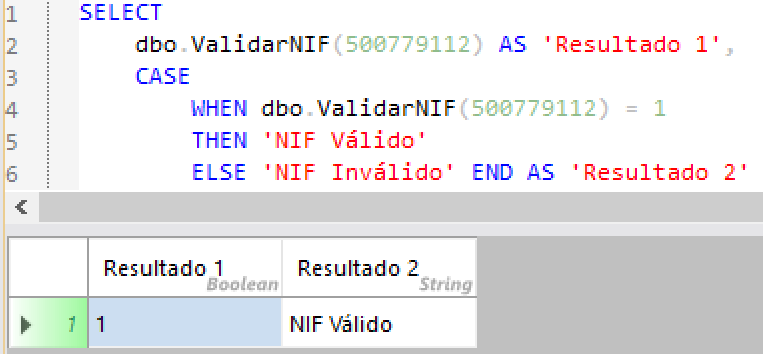 1 SELECT
2 dbo.ValidarNIF(500779112) AS 'Resultado 1',
3 CASE
4 WHEN dbo.ValidarNIF(500779112) = 1
5 THEN 'NIF Válido'
6 ELSE 'NIF Inválido' END AS 'Resultado 2'
Resultado 1 Boolean Resultado 2 String
1 1 NIF Válido